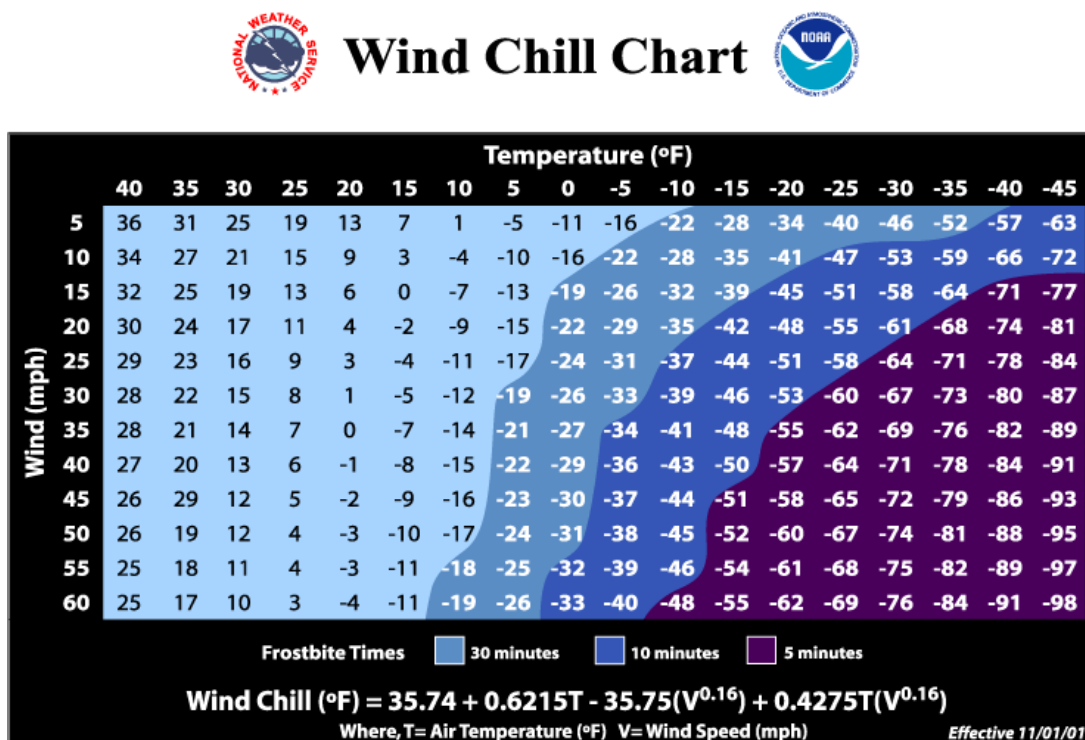 NATIONAL WEATHER SERVICE
Wind Chill Chart
NOAA
NATIONAL OCEANIC AND ATMOSPHERIC ADMINISTRATION
U.S. DEPARTMENT OF COMMERCE
Temperature (ºF)
40 35 30 25 20 15 10 5 0 -5 -10 -15 -20 -25 -30 -35 -40 -45
Wind (mph)
5 36 31 25 19 13 7 1 -5 -11 -16 -22 -28 -34 -40 -46 -52 -57 -63
10 34 27 21 15 9 3 -4 -10 -16 -22 -28 -35 -41 -47 -53 -59 -66 -72
15 32 25 19 13 6 0 -7 -13 -19 -26 -32 -39 -45 -51 -58 -64 -71 -77
20 30 24 17 11 4 -2 -9 -15 -22 -29 -35 -42 -48 -55 -61 -68 -74 -81
25 29 23 16 9 3 -4 -11 -17 -24 -31 -37 -44 -51 -58 -64 -71 -78 -84
30 28 22 15 8 1 -5 -12 -19 -26 -33 -39 -46 -53 -60 -67 -73 -80 -87
35 28 21 14 7 0 -7 -14 -21 -27 -34 -41 -48 -55 -62 -69 -76 -82 -89
40 27 20 13 6 -1 -8 -15 -22 -29 -36 -43 -50 -57 -64 -71 -78 -84 -91
45 26 29 12 5 -2 -9 -16 -23 -30 -37 -44 -51 -58 -65 -72 -79 -86 -93
50 26 19 12 4 -3 -10 -17 -24 -31 -38 -45 -52 -60 -67 -74 -81 -88 -95
55 25 18 11 4 -3 -11 -18 -25 -32 -39 -46 -54 -61 -68 -75 -82 -89 -97
60 25 17 10 3 -4 -11 -19 -26 -33 -40 -48 -55 -62 -69 -76 -84 -91 -98
Frostbite Times 30 minutes 10 minutes 5 minutes
Wind Chill (ºF) = 35.74 + 0.6215T - 35.75(V^0.16) + 0.4275T(V^0.16)
Where, T= Air Temperature (ºF) V= Wind Speed (mph)
Effective 11/01/01